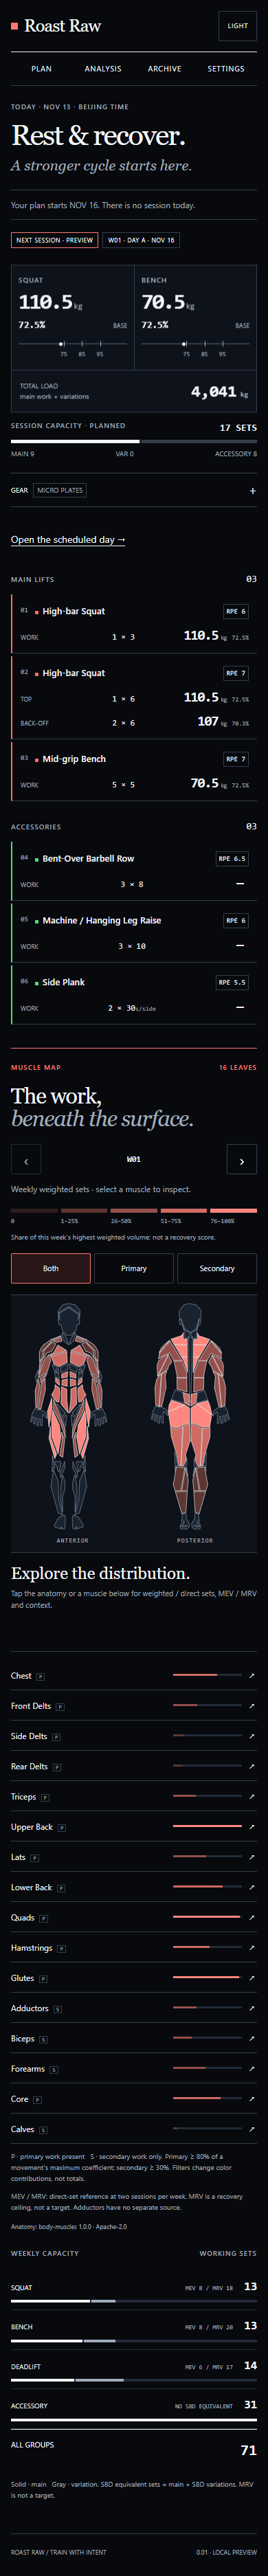 Roast Raw
LIGHT
PLAN ANALYSIS ARCHIVE SETTINGS
TODAY · NOV 13 · BEIJING TIME
Rest & recover.
A stronger cycle starts here.
Your plan starts NOV 16. There is no session today.
NEXT SESSION · PREVIEW
W01 · DAY A · NOV 16
SQUAT
110.5 kg
72.5% BASE
75 85 95
BENCH
70.5 kg
72.5% BASE
75 85 95
TOTAL LOAD
main work + variations
4,041 kg
SESSION CAPACITY · PLANNED 17 SETS
MAIN 9 VAR 0 ACCESSORY 8
GEAR MICRO PLATES +
Open the scheduled day →
MAIN LIFTS 03
01 High-bar Squat RPE 6
WORK 1 × 3 110.5 kg 72.5%
02 High-bar Squat RPE 7
TOP 1 × 6 110.5 kg 72.5%
BACK-OFF 2 × 6 107 kg 70.3%
03 Mid-grip Bench RPE 7
WORK 5 × 5 70.5 kg 72.5%
ACCESSORIES 03
04 Bent-Over Barbell Row RPE 6.5
WORK 3 × 8 —
05 Machine / Hanging Leg Raise RPE 6
WORK 3 × 10 —
06 Side Plank RPE 5.5
WORK 2 × 30s/side —
MUSCLE MAP 16 LEAVES
The work,
beneath the surface.
‹ W01 ›
Weekly weighted sets · select a muscle to inspect.
0 1–25% 26–50% 51–75% 76–100%
Share of this week's highest weighted volume; not a recovery score.
Both Primary Secondary
ANTERIOR POSTERIOR
Explore the distribution.
Tap the anatomy or a muscle below for weighted / direct sets, MEV / MRV
and context.
Chest P ↗
Front Delts P ↗
Side Delts P ↗
Rear Delts P ↗
Triceps P ↗
Upper Back P ↗
Lats P ↗
Lower Back P ↗
Quads P ↗
Hamstrings P ↗
Glutes P ↗
Adductors S ↗
Biceps S ↗
Forearms S ↗
Core P ↗
Calves S ↗
P · primary work present S · secondary work only. Primary ≥ 80% of a
movement's maximum coefficient; secondary ≥ 30%. Filters change color
contributions, not totals.
MEV / MRV: direct-set reference at two sessions per week. MRV is a recovery
ceiling, not a target. Adductors have no separate source.
Anatomy: body-muscles 1.0.0 · Apache-2.0
WEEKLY CAPACITY WORKING SETS
SQUAT MEV 8 / MRV 18 13
BENCH MEV 8 / MRV 20 13
DEADLIFT MEV 6 / MRV 17 14
ACCESSORY NO SBD EQUIVALENT 31
ALL GROUPS 71
Solid · main Gray · variation. SBD equivalent sets = main + SBD variations. MRV
is not a target.
ROAST RAW / TRAIN WITH INTENT 0.01 · LOCAL PREVIEW